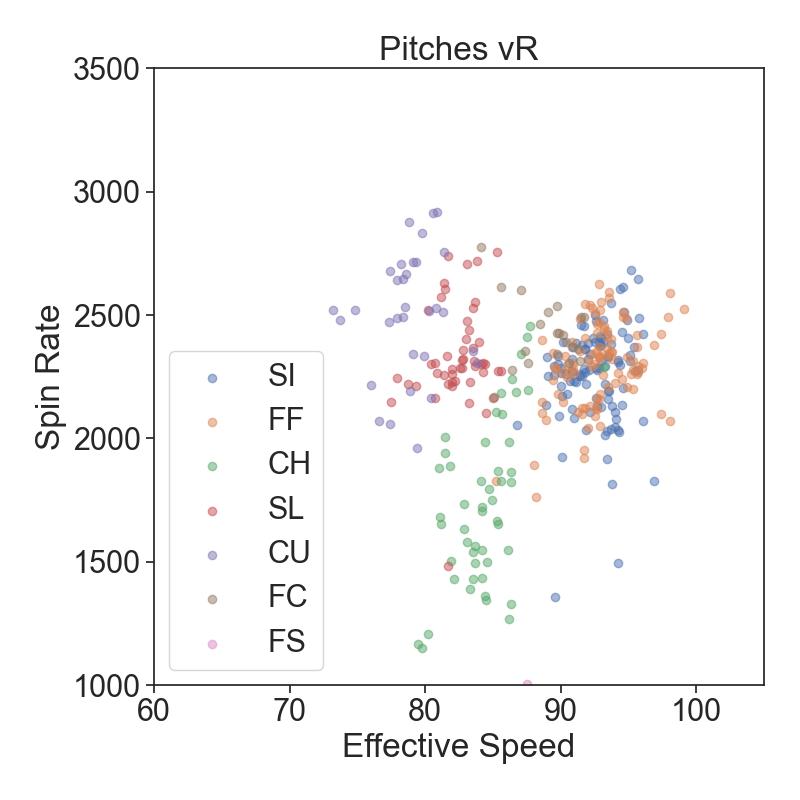 Pitches vR
3500
3000
2500
2000
1500
1000
Spin Rate
SI
FF
CH
SL
CU
FC
FS
60 70 80 90 100
Effective Speed